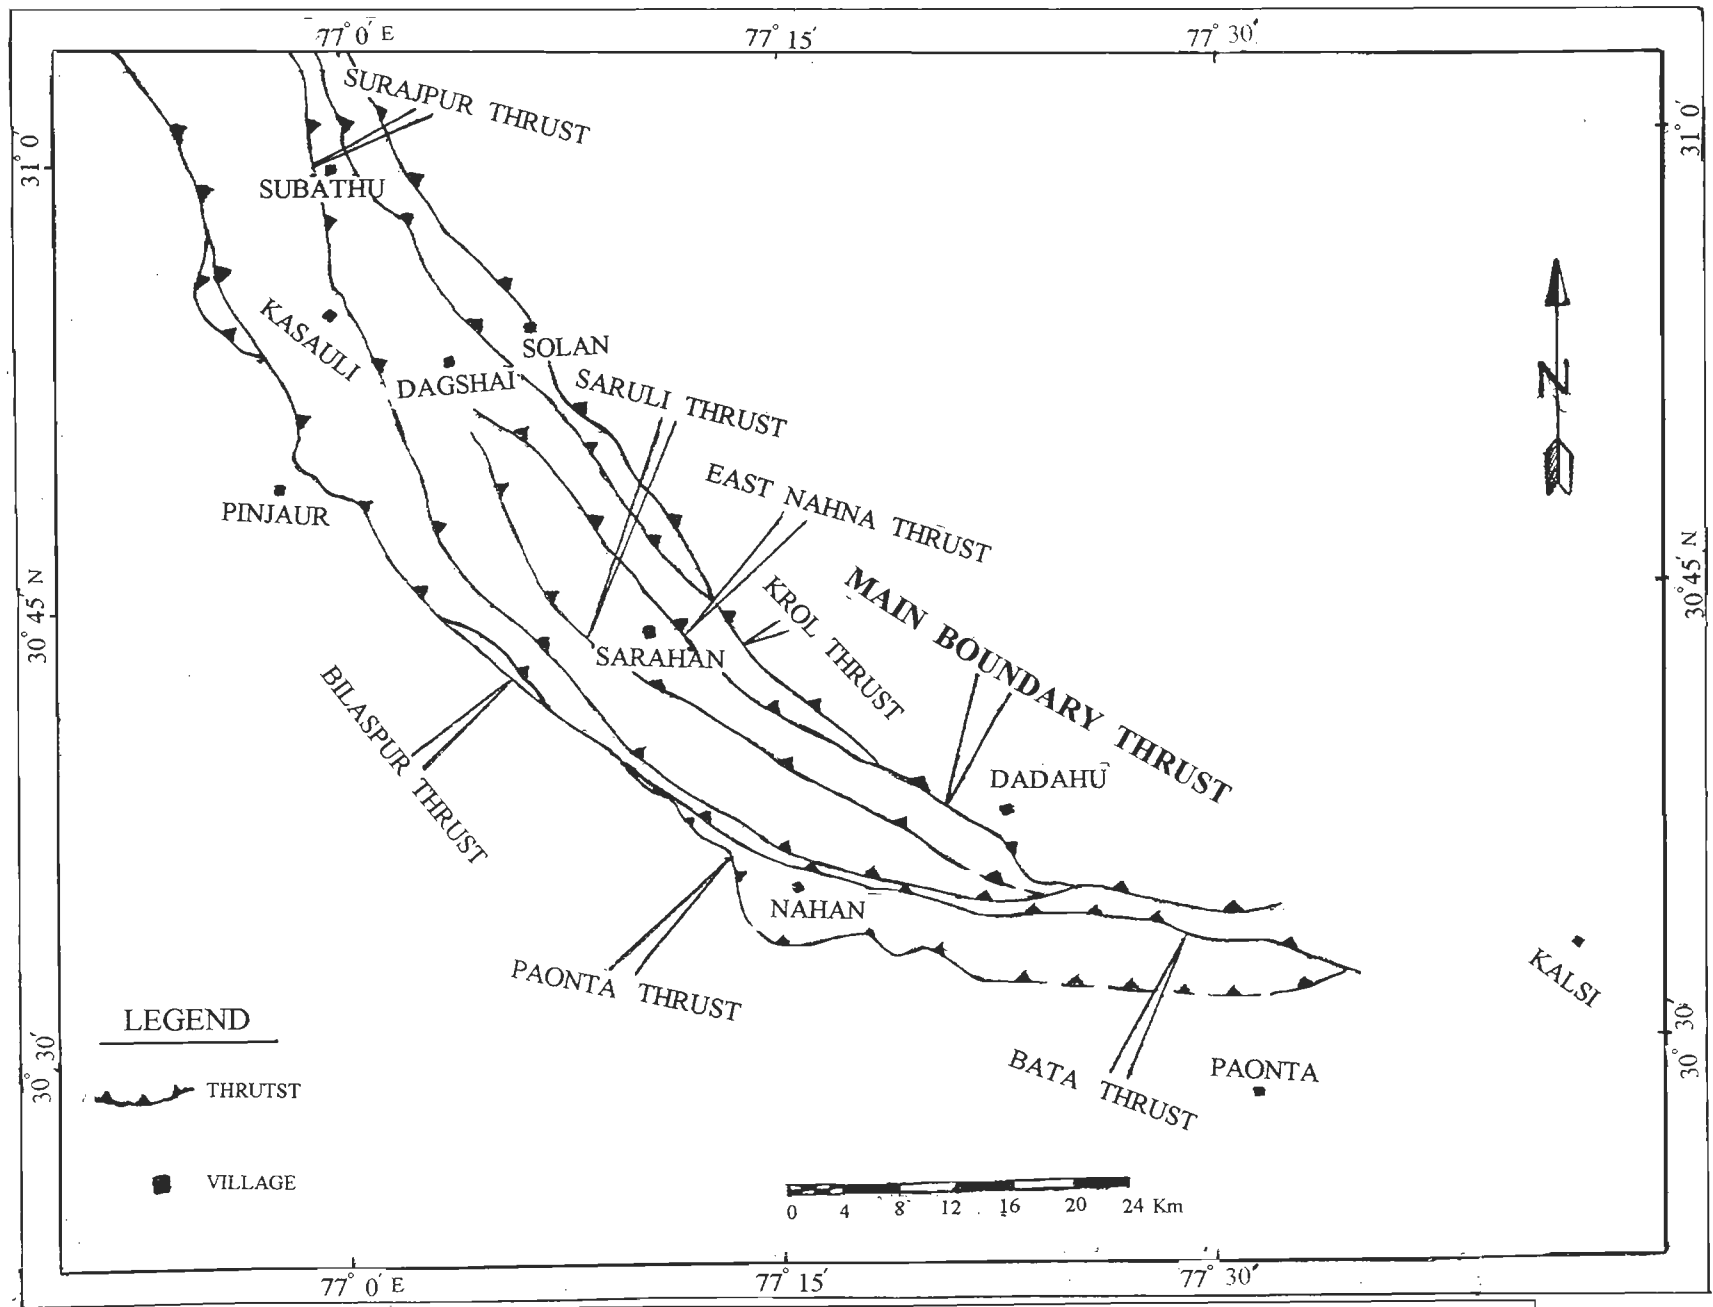 77° 0' E 77° 15' 77° 30'
SURAJPUR THRUST
31° 0'
31° 0'
SUBATHU
KASAULI
SOLAN
DAGSHAI
SARULI THRUST
N
EAST NAHNA THRUST
PINJAUR
KROL THRUST
MAIN BOUNDARY THRUST
30° 45' N
30° 45' N
SARAHAN
BILASPUR THRUST
DADAHU
NAHAN
PAONTA THRUST
KALSI
BATA THRUST
PAONTA
30° 30'
30° 30'
LEGEND
THRUTST
VILLAGE
0 4 8 12 16 20 24 Km
77° 0' E 77° 15' 77° 30'